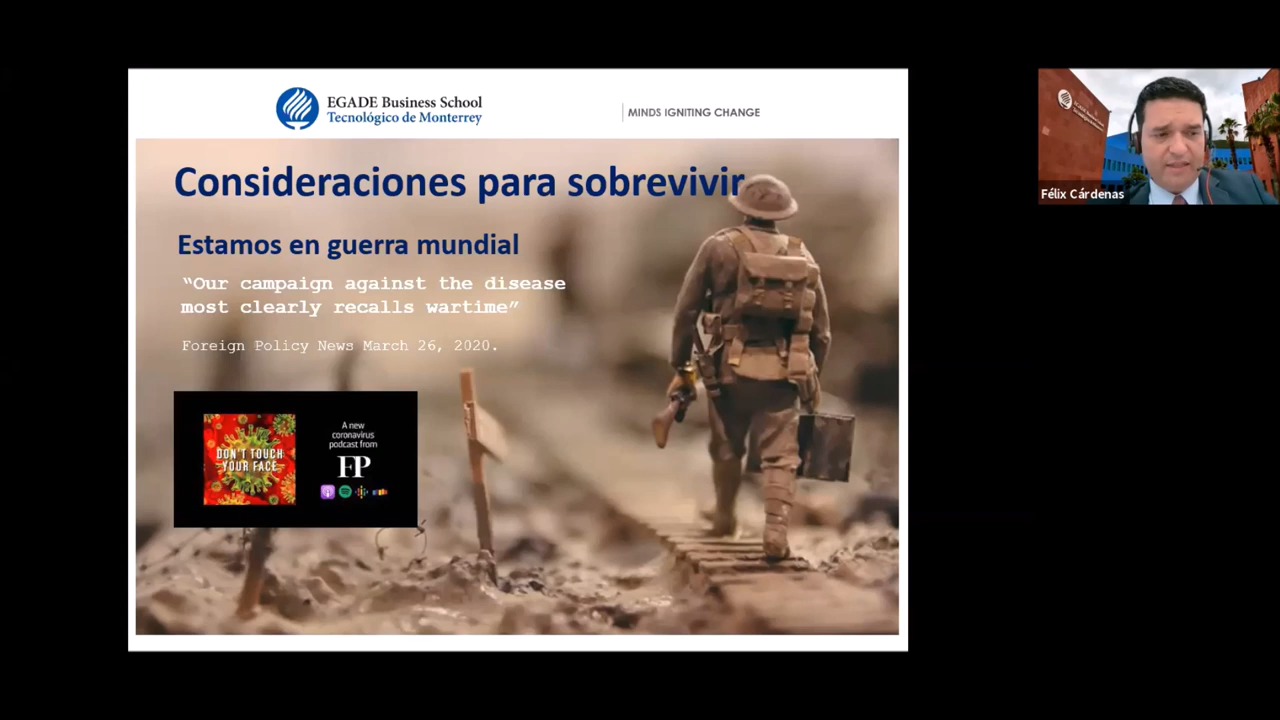 EGADE Business School
Tecnológico de Monterrey
MINDS IGNITING CHANGE
Consideraciones para sobrevivir
Estamos en guerra mundial
“Our campaign against the disease
most clearly recalls wartime”
Foreign Policy News March 26, 2020.
DON'T TOUCH
YOUR FACE
A new
coronavirus
podcast from
FP
Félix Cárdenas